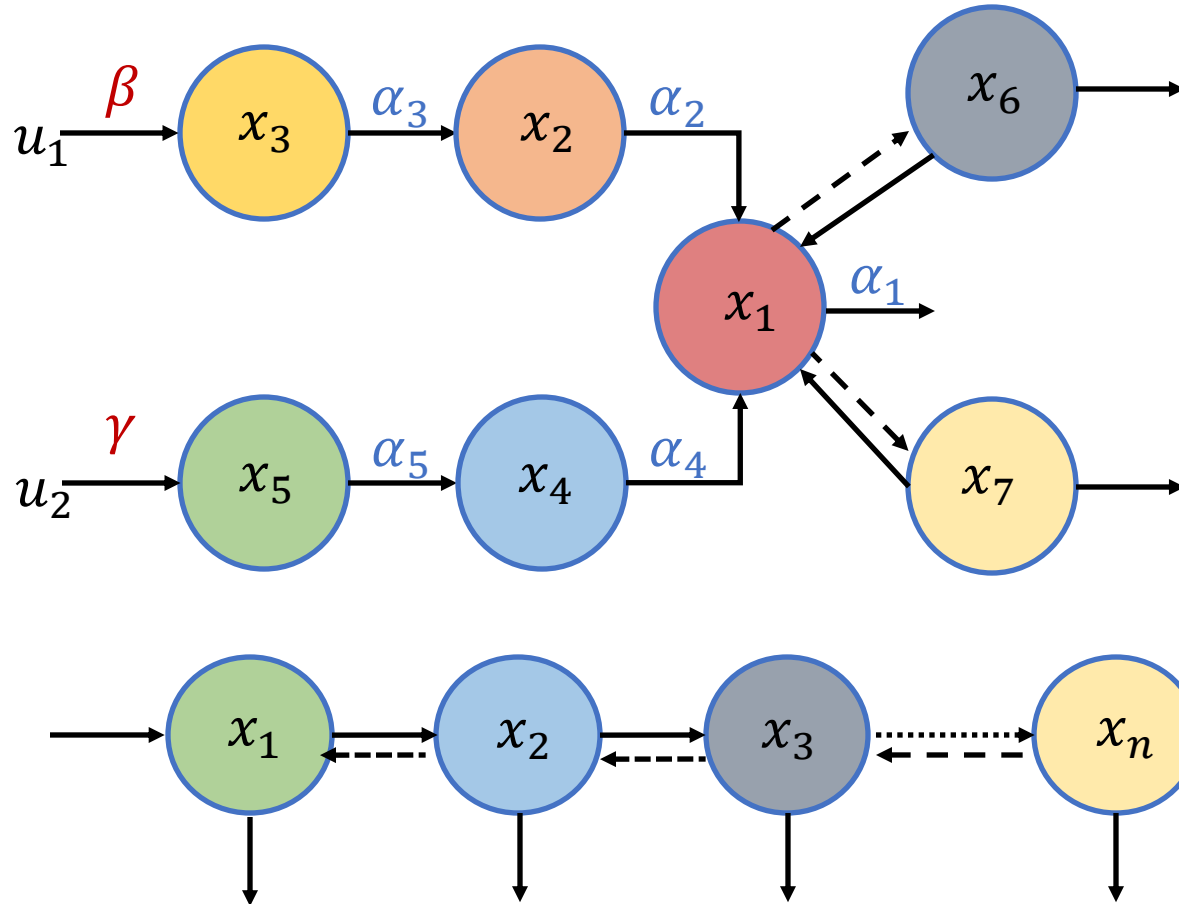 β α₃ α₂
u₁ x₃ x₂ x₆
x₁ α₁
γ α₅ α₄
u₂ x₅ x₄ x₇
x₁ x₂ x₃ xₙ